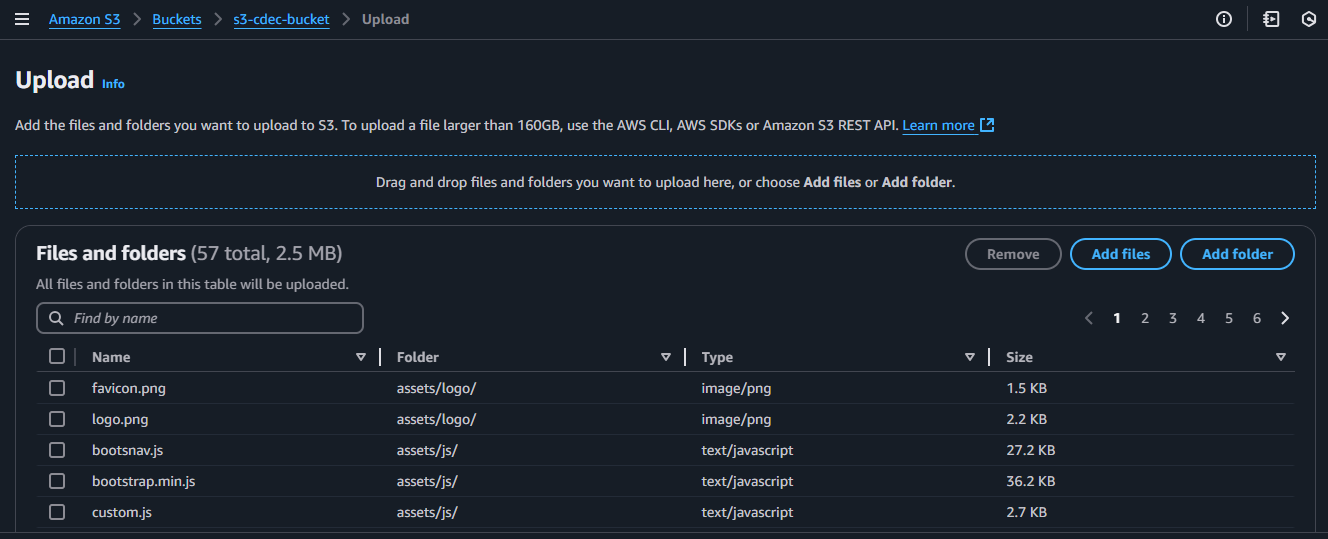 Amazon S3 > Buckets > s3-cdec-bucket > Upload
Upload Info
Add the files and folders you want to upload to S3. To upload a file larger than 160GB, use the AWS CLI, AWS SDKs or Amazon S3 REST API. Learn more
Drag and drop files and folders you want to upload here, or choose Add files or Add folder.
Files and folders (57 total, 2.5 MB)
Remove Add files Add folder
All files and folders in this table will be uploaded.
Find by name
1 2 3 4 5 6
Name Folder Type Size
favicon.png assets/logo/ image/png 1.5 KB
logo.png assets/logo/ image/png 2.2 KB
bootsnav.js assets/js/ text/javascript 27.2 KB
bootstrap.min.js assets/js/ text/javascript 36.2 KB
custom.js assets/js/ text/javascript 2.7 KB